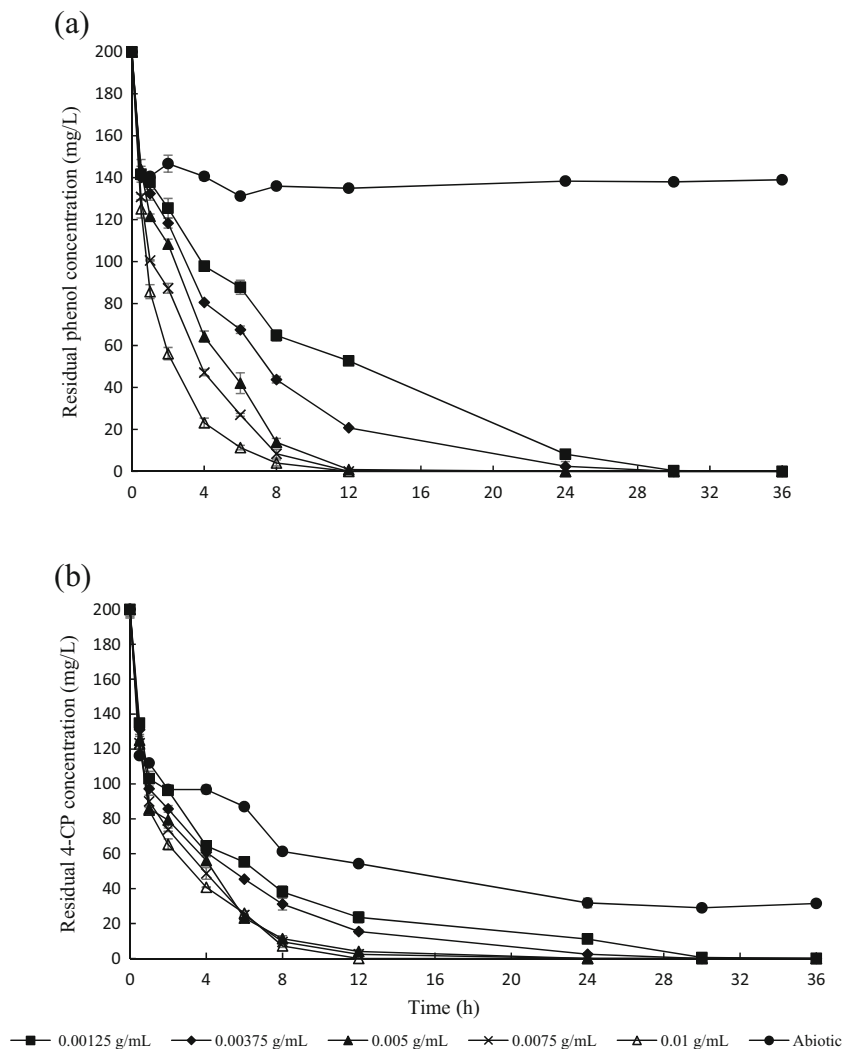 (a)
Residual phenol concentration (mg/L)
200
180
160
140
120
100
80
60
40
20
0
0 4 8 12 16 20 24 28 32 36
(b)
Residual 4-CP concentration (mg/L)
200
180
160
140
120
100
80
60
40
20
0
0 4 8 12 16 20 24 28 32 36
Time (h)
0.00125 g/mL 0.00375 g/mL 0.005 g/mL 0.0075 g/mL 0.01 g/mL Abiotic